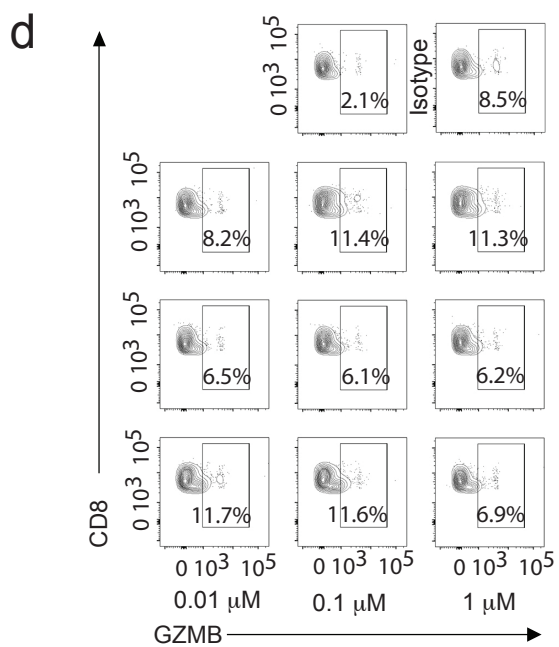 d
0 10³ 10⁵
2.1%
Isotype
8.5%
0 10³ 10⁵
8.2%
11.4%
11.3%
0 10³ 10⁵
6.5%
6.1%
6.2%
0 10³ 10⁵
11.7%
11.6%
6.9%
CD8
0 10³ 10⁵
0 10³ 10⁵
0 10³ 10⁵
0.01 µM
0.1 µM
1 µM
GZMB